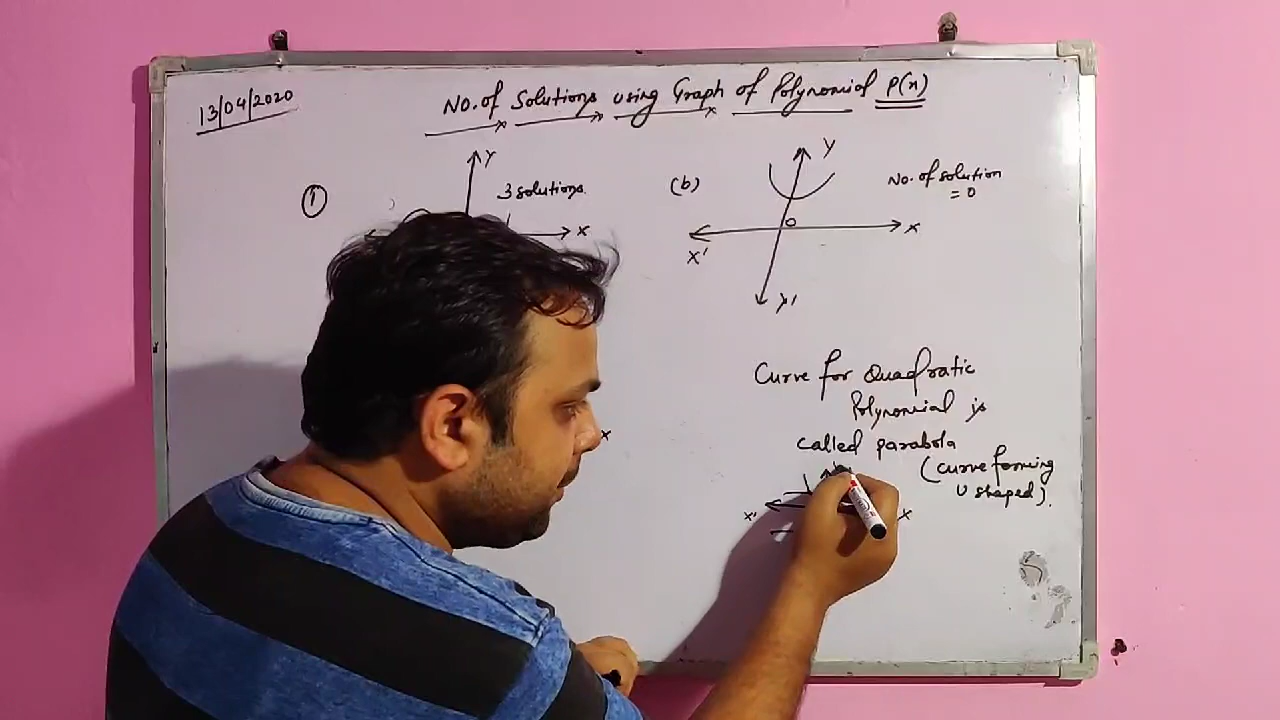 13/04/2020
No. of Solutions using Graph of Polynomial P(x)
①
Y
3 solutions
X
(b)
Y
No. of solution
= 0
O
X
X'
Y'
Curve for Quadratic
Polynomial is
called parabola
(curve forming
U shaped).
X'
X
x